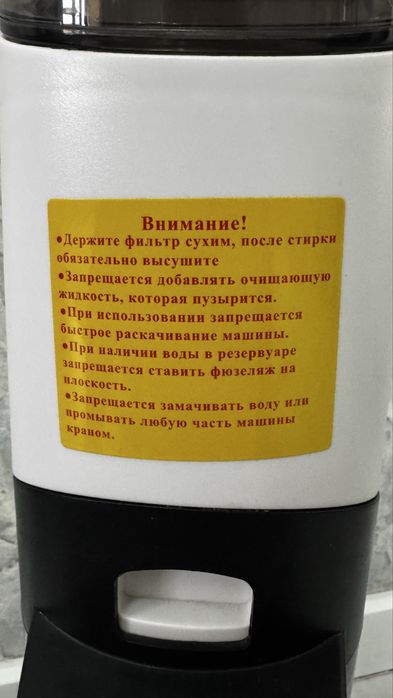 Внимание!
•Держите фильтр сухим, после стирки
обязательно высушите
•Запрещается добавлять очищающую
жидкость, которая пузырится.
•При использовании запрещается
быстрое раскачивание машины.
•При наличии воды в резервуаре
запрещается ставить фюзеляж на
плоскость.
•Запрещается замачивать воду или
промывать любую часть машины
краном.